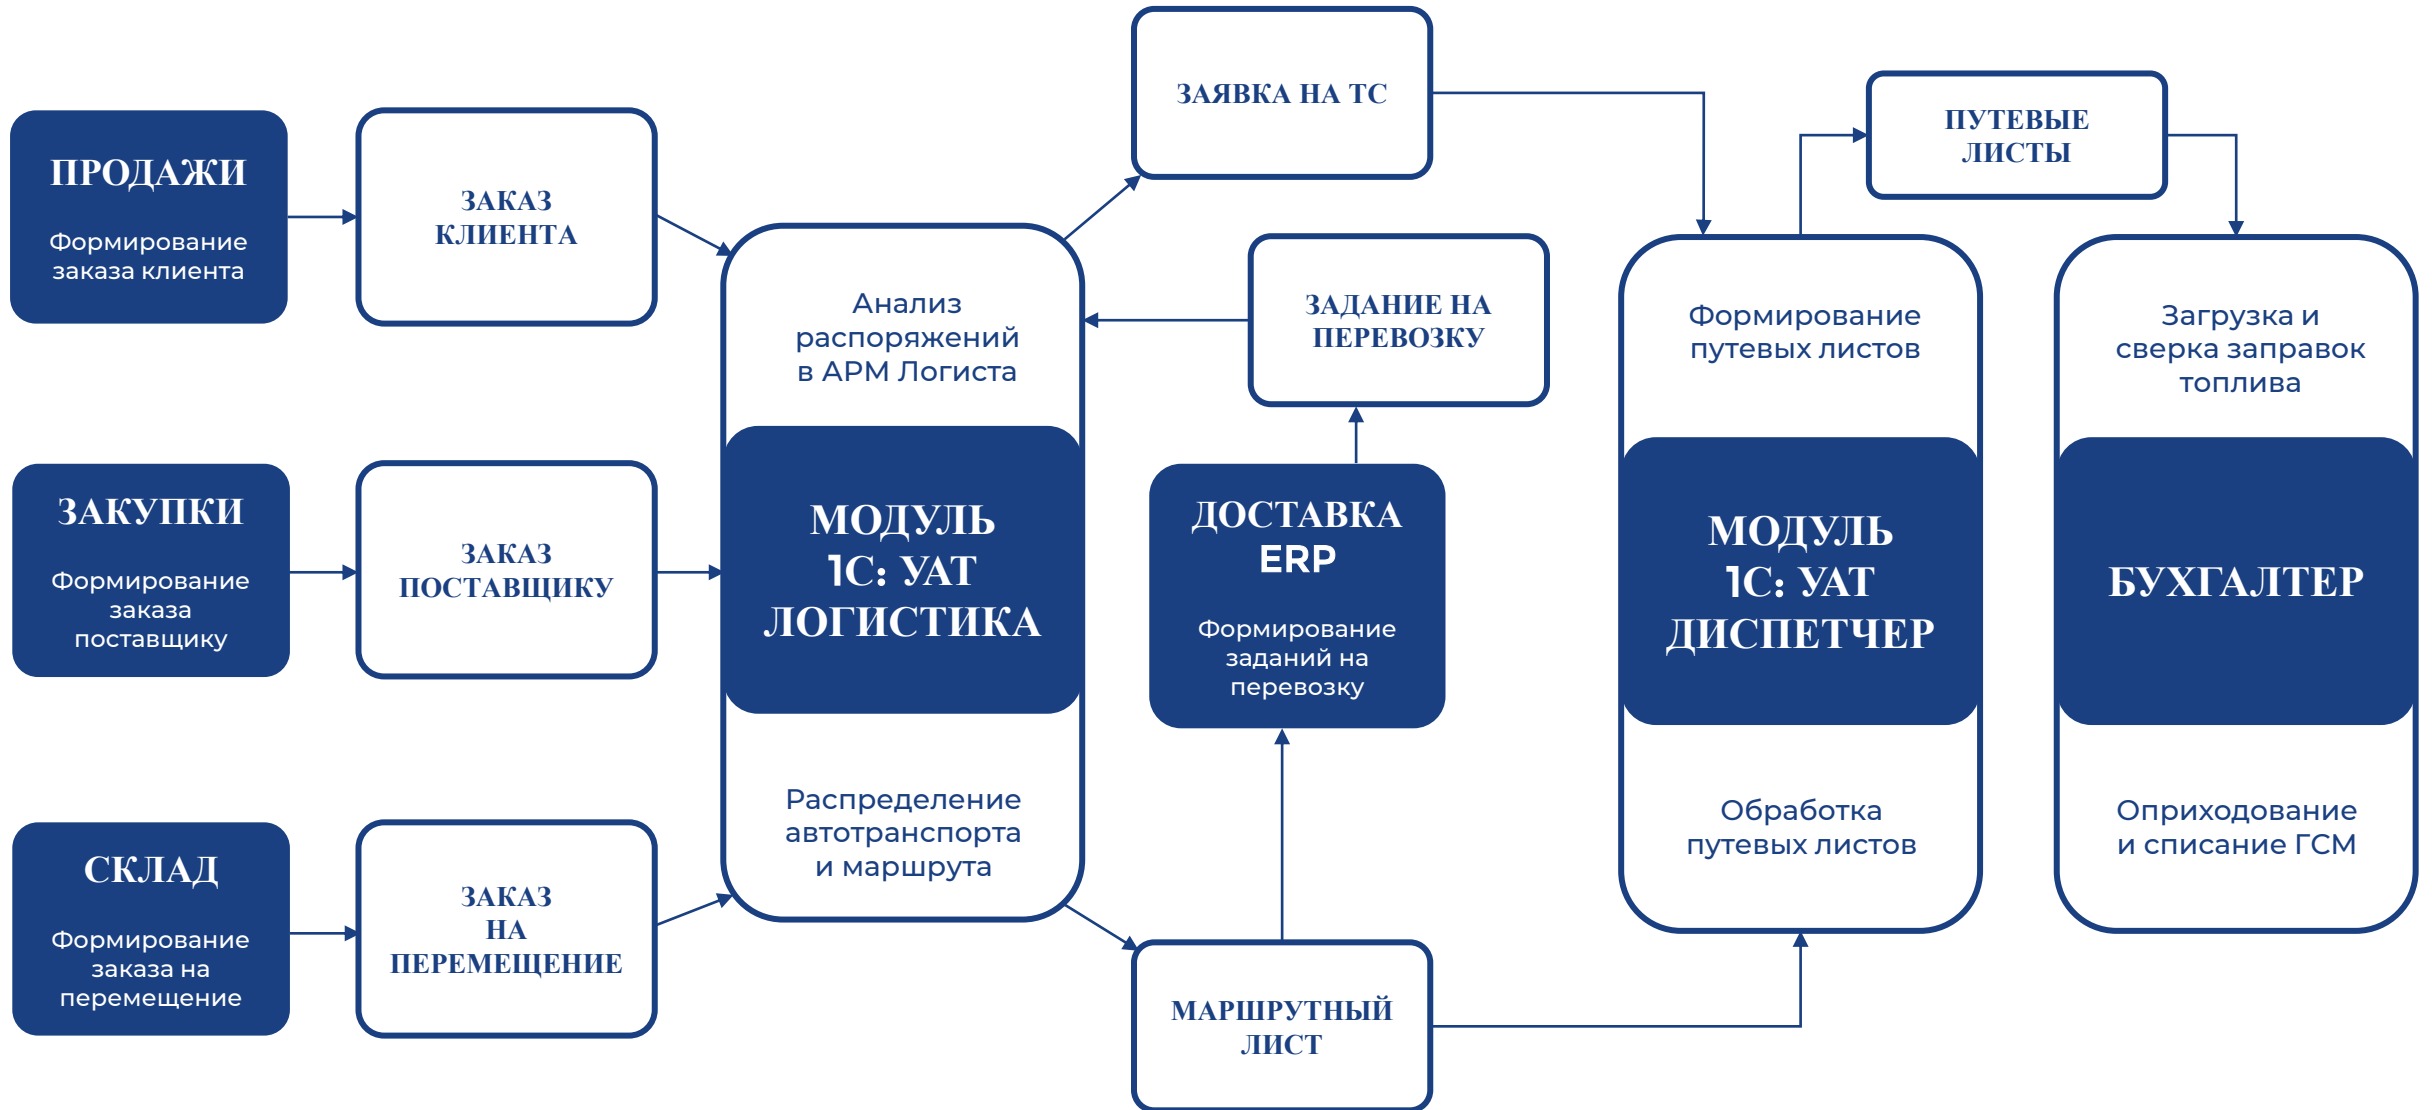 ПРОДАЖИ
Формирование
заказа клиента
ЗАКАЗ
КЛИЕНТА
ЗАКУПКИ
Формирование
заказа
поставщику
ЗАКАЗ
ПОСТАВЩИКУ
СКЛАД
Формирование
заказа на
перемещение
ЗАКАЗ
НА
ПЕРЕМЕЩЕНИЕ
Анализ
распоряжений
в АРМ Логиста
МОДУЛЬ
1С: УАТ
ЛОГИСТИКА
Распределение
автотранспорта
и маршрута
ЗАЯВКА НА ТС
ЗАДАНИЕ НА
ПЕРЕВОЗКУ
ДОСТАВКА
ERP
Формирование
заданий на
перевозку
МАРШРУТНЫЙ
ЛИСТ
Формирование
путевых листов
МОДУЛЬ
1С: УАТ
ДИСПЕТЧЕР
Обработка
путевых листов
ПУТЕВЫЕ
ЛИСТЫ
Загрузка и
сверка заправок
топлива
БУХГАЛТЕР
Оприходование
и списание ГСМ